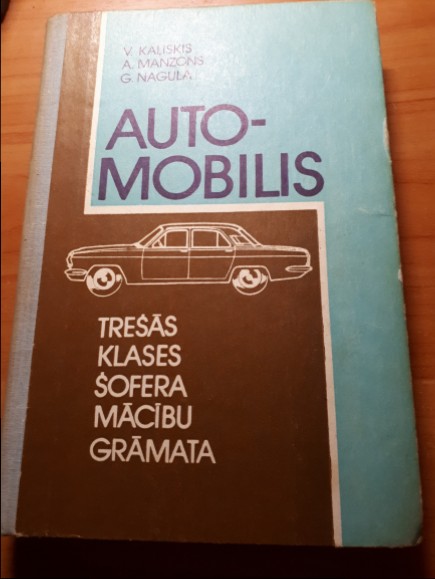 V. KALISKIS
A. MANZONS
G. NAGULA
AUTO-
MOBILIS
TREŠĀS
KLASES
ŠOFERA
MĀCĪBU
GRĀMATA